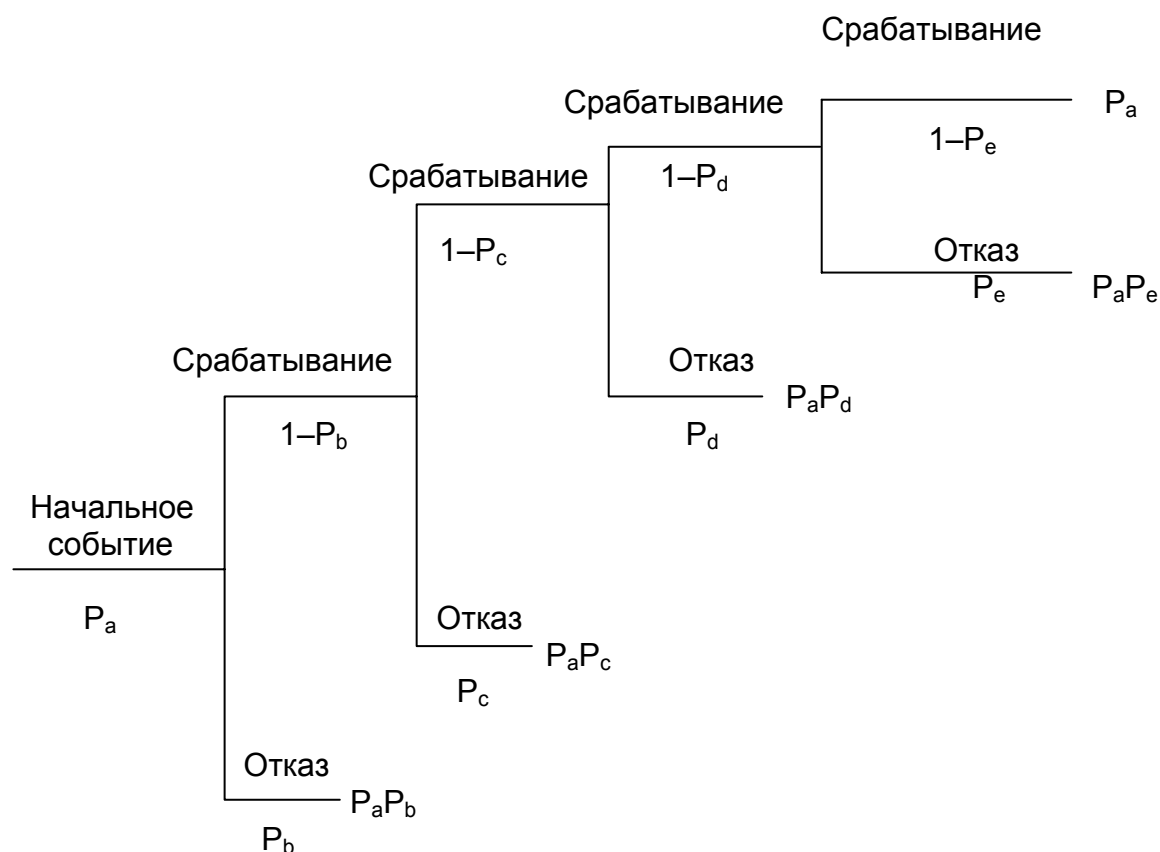 Срабатывание
Срабатывание
Pa
1–Pe
Срабатывание
1–Pd
Отказ
1–Pc
Pe
PaPe
Срабатывание
Отказ
PaPd
1–Pb
Pd
Начальное
событие
Pa
Отказ
PaPc
Pc
Отказ
PaPb
Pb